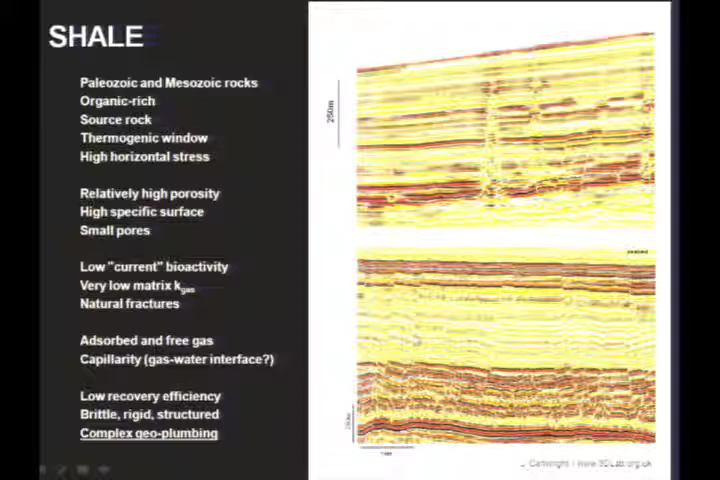 SHALE
Paleozoic and Mesozoic rocks
Organic-rich
Source rock
Thermogenic window
High horizontal stress
Relatively high porosity
High specific surface
Small pores
Low "current" bioactivity
Very low matrix kgas
Natural fractures
Adsorbed and free gas
Capillarity (gas-water interface?)
Low recovery efficiency
Brittle, rigid, structured
Complex geo-plumbing
250m
Cartwright / www.3DLab.org.uk